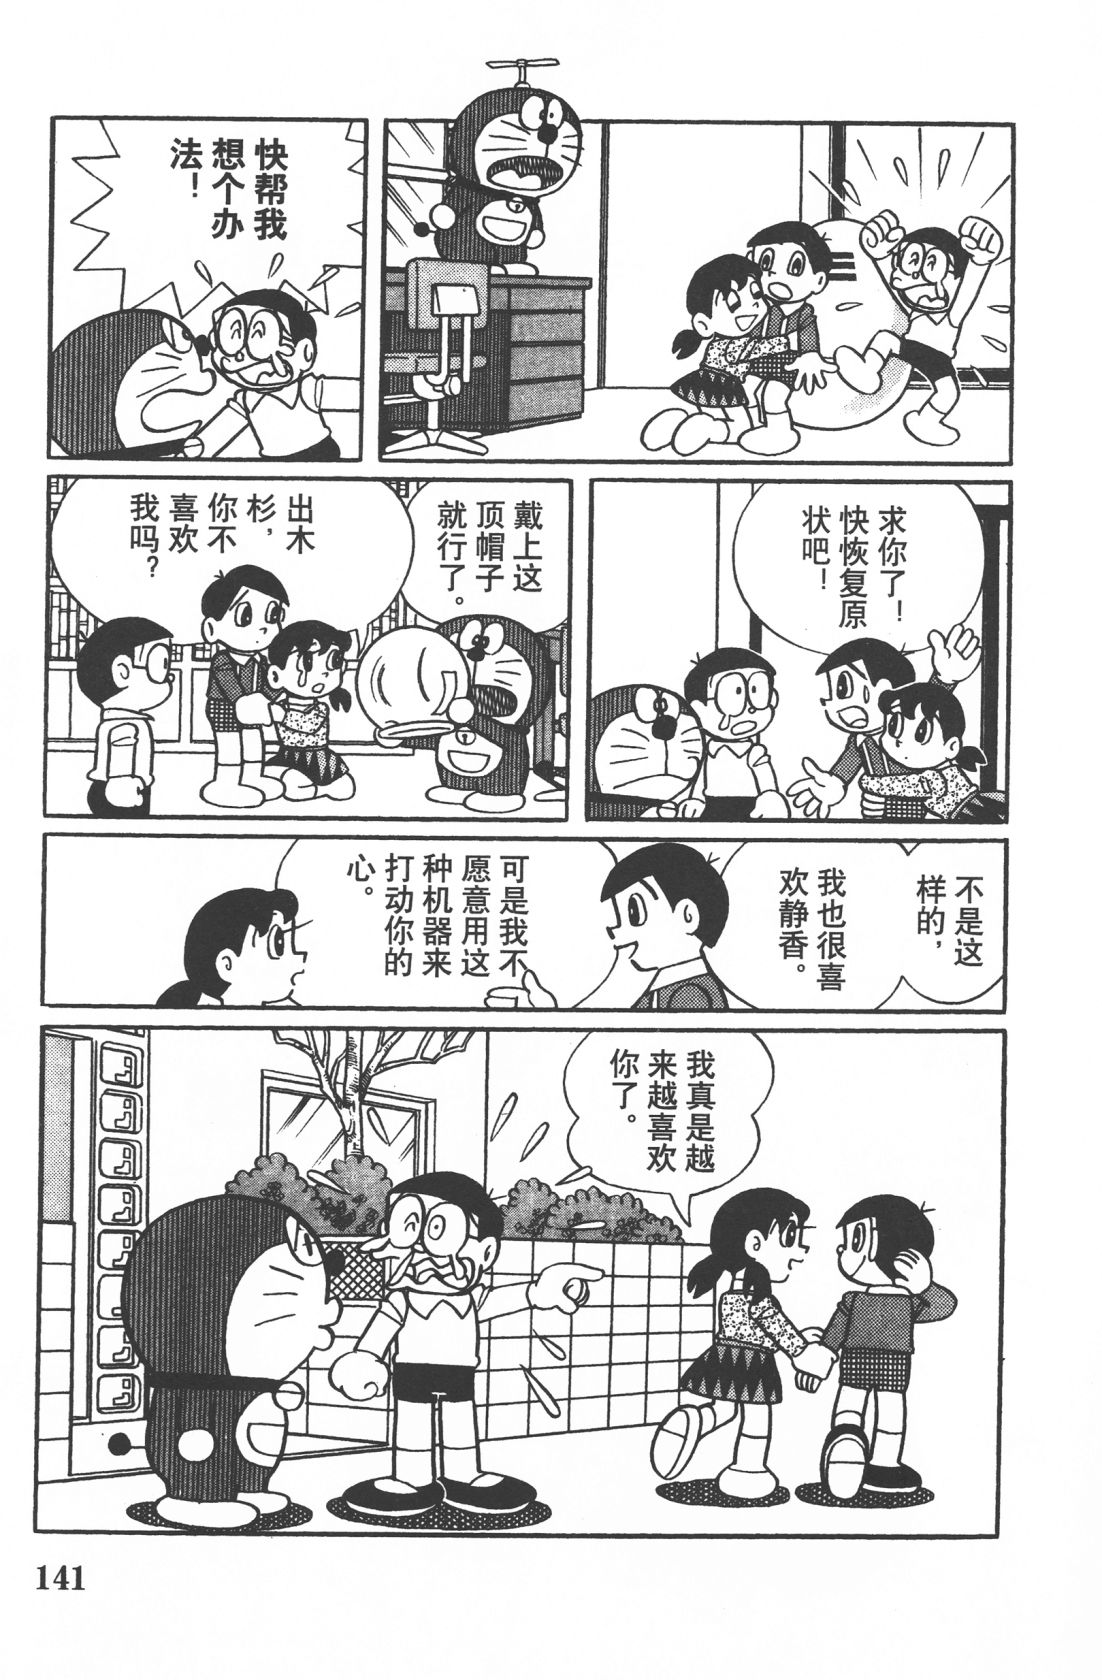 快帮我
想个办
法！
求你了！
快恢复原
状吧！
戴上这
顶帽子
就行了。
出木
杉，
你不
喜欢
我吗？
不是这
样的，
我也很喜
欢静香。
可是我不
愿意用这
种机器来
打动你的
心。
我真是越
来越喜欢
你了。
141